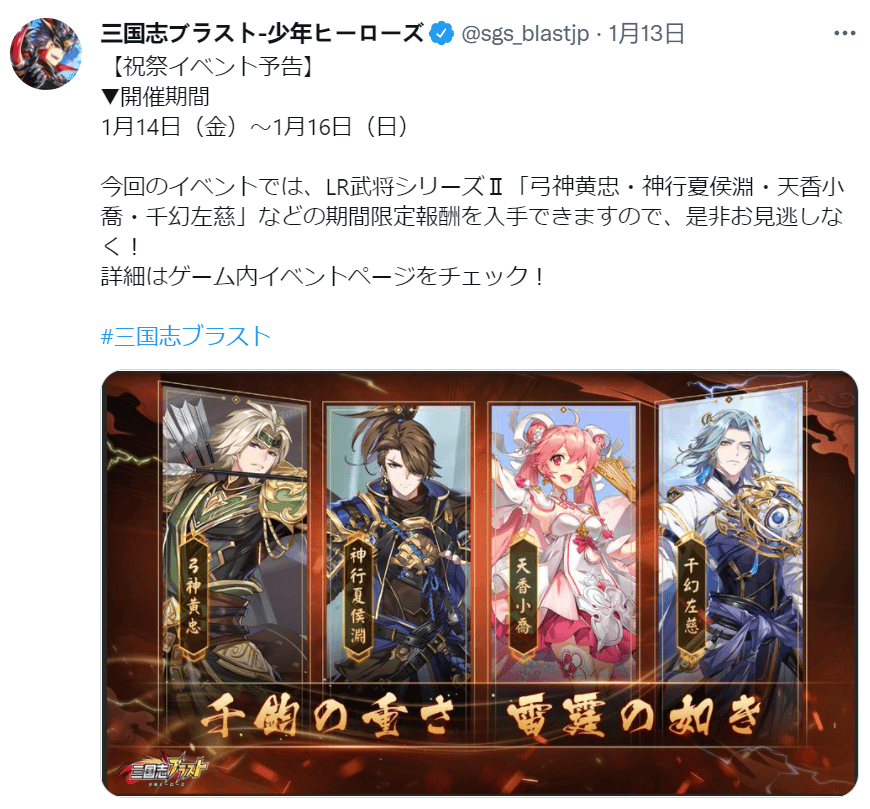 三国志ブラスト-少年ヒーローズ @sgs_blastjp · 1月13日
【祝祭イベント予告】
▼開催期間
1月14日（金）～1月16日（日）
今回のイベントでは、LR武将シリーズⅡ「弓神黄忠・神行夏侯淵・天香小
喬・千幻左慈」などの期間限定報酬を入手できますので、是非お見逃しな
く！
詳細はゲーム内イベントページをチェック！
#三国志ブラスト
弓神黄忠
神行夏侯淵
天香小喬
千幻左慈
千鈞の重さ 雷霆の如き
三国志ブラスト
少年ヒーローズ